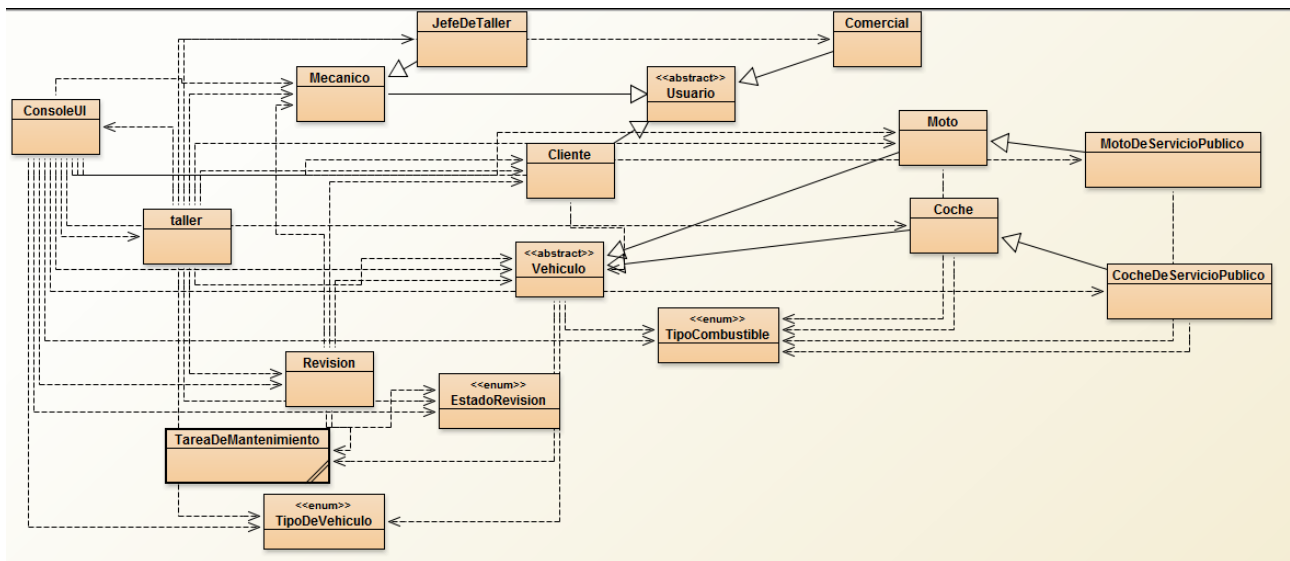 JefeDeTaller
Comercial
Mecanico
<<abstract>>
Usuario
ConsoleUI
Moto
MotoDeServicioPublico
Cliente
taller
Coche
<<abstract>>
Vehiculo
CocheDeServicioPublico
<<enum>>
TipoCombustible
Revision
<<enum>>
EstadoRevision
TareaDeMantenimiento
<<enum>>
TipoDeVehiculo